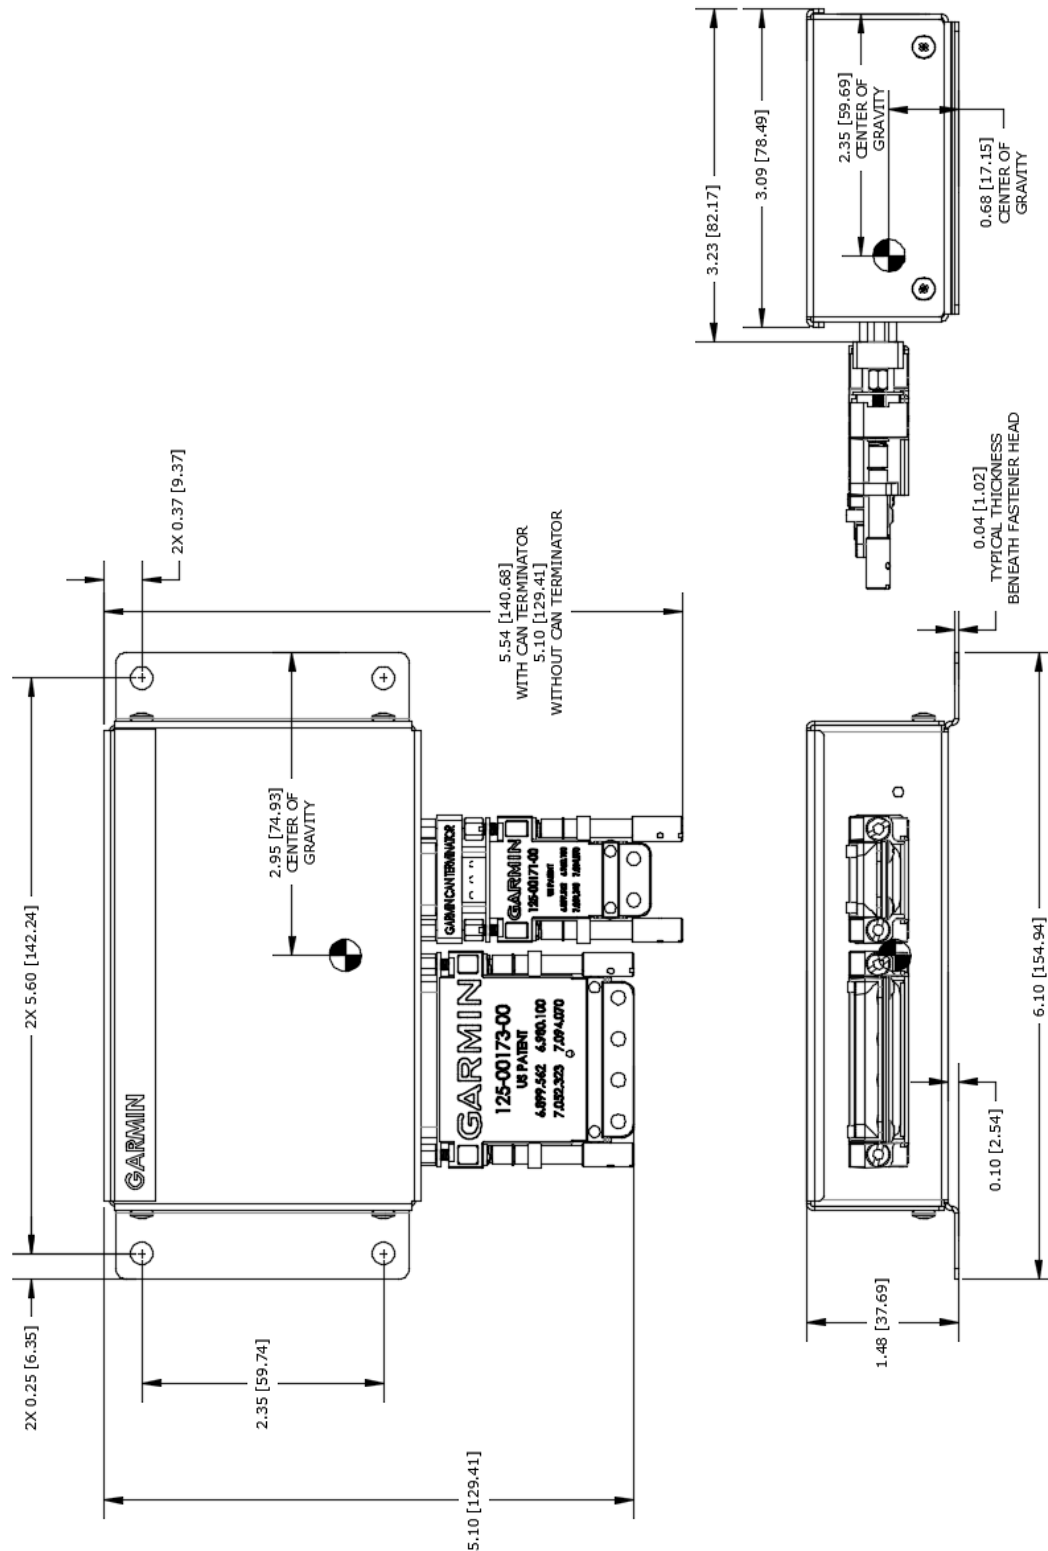 2X 0.25 [6.35]
2X 5.60 [142.24]
2X 0.37 [9.37]
2.35 [59.74]
5.10 [129.41]
GARMIN
2.95 [74.93]
CENTER OF
GRAVITY
5.54 [140.68]
WITH CAN TERMINATOR
5.10 [129.41]
WITHOUT CAN TERMINATOR
GARMIN
125-00173-00
US PATENT
6.899.562 6.980.100
7.052.323 7.094.070
GARMIN CAN TERMINATOR
GARMIN
125-00171-00
US PATENT
1.48 [37.69]
0.10 [2.54]
6.10 [154.94]
0.04 [1.02]
TYPICAL THICKNESS
BENEATH FASTENER HEAD
3.23 [82.17]
3.09 [78.49]
2.35 [59.69]
CENTER OF
GRAVITY
0.68 [17.15]
CENTER OF
GRAVITY